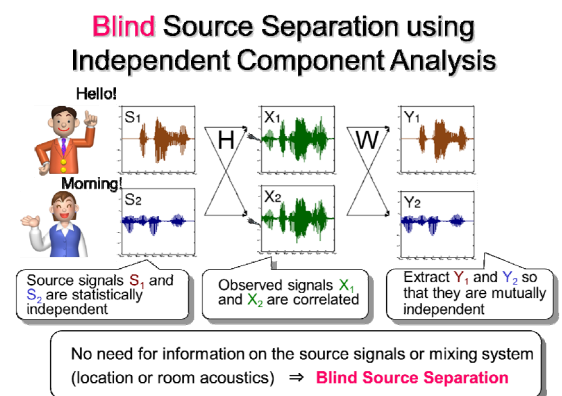 Blind Source Separation using
Independent Component Analysis
Hello!
S1
H
X1
W
Y1
Morning!
S2
X2
Y2
Source signals S1 and
S2 are statistically
independent
Observed signals X1
and X2 are correlated
Extract Y1 and Y2 so
that they are mutually
independent
No need for information on the source signals or mixing system
(location or room acoustics) ⇒ Blind Source Separation